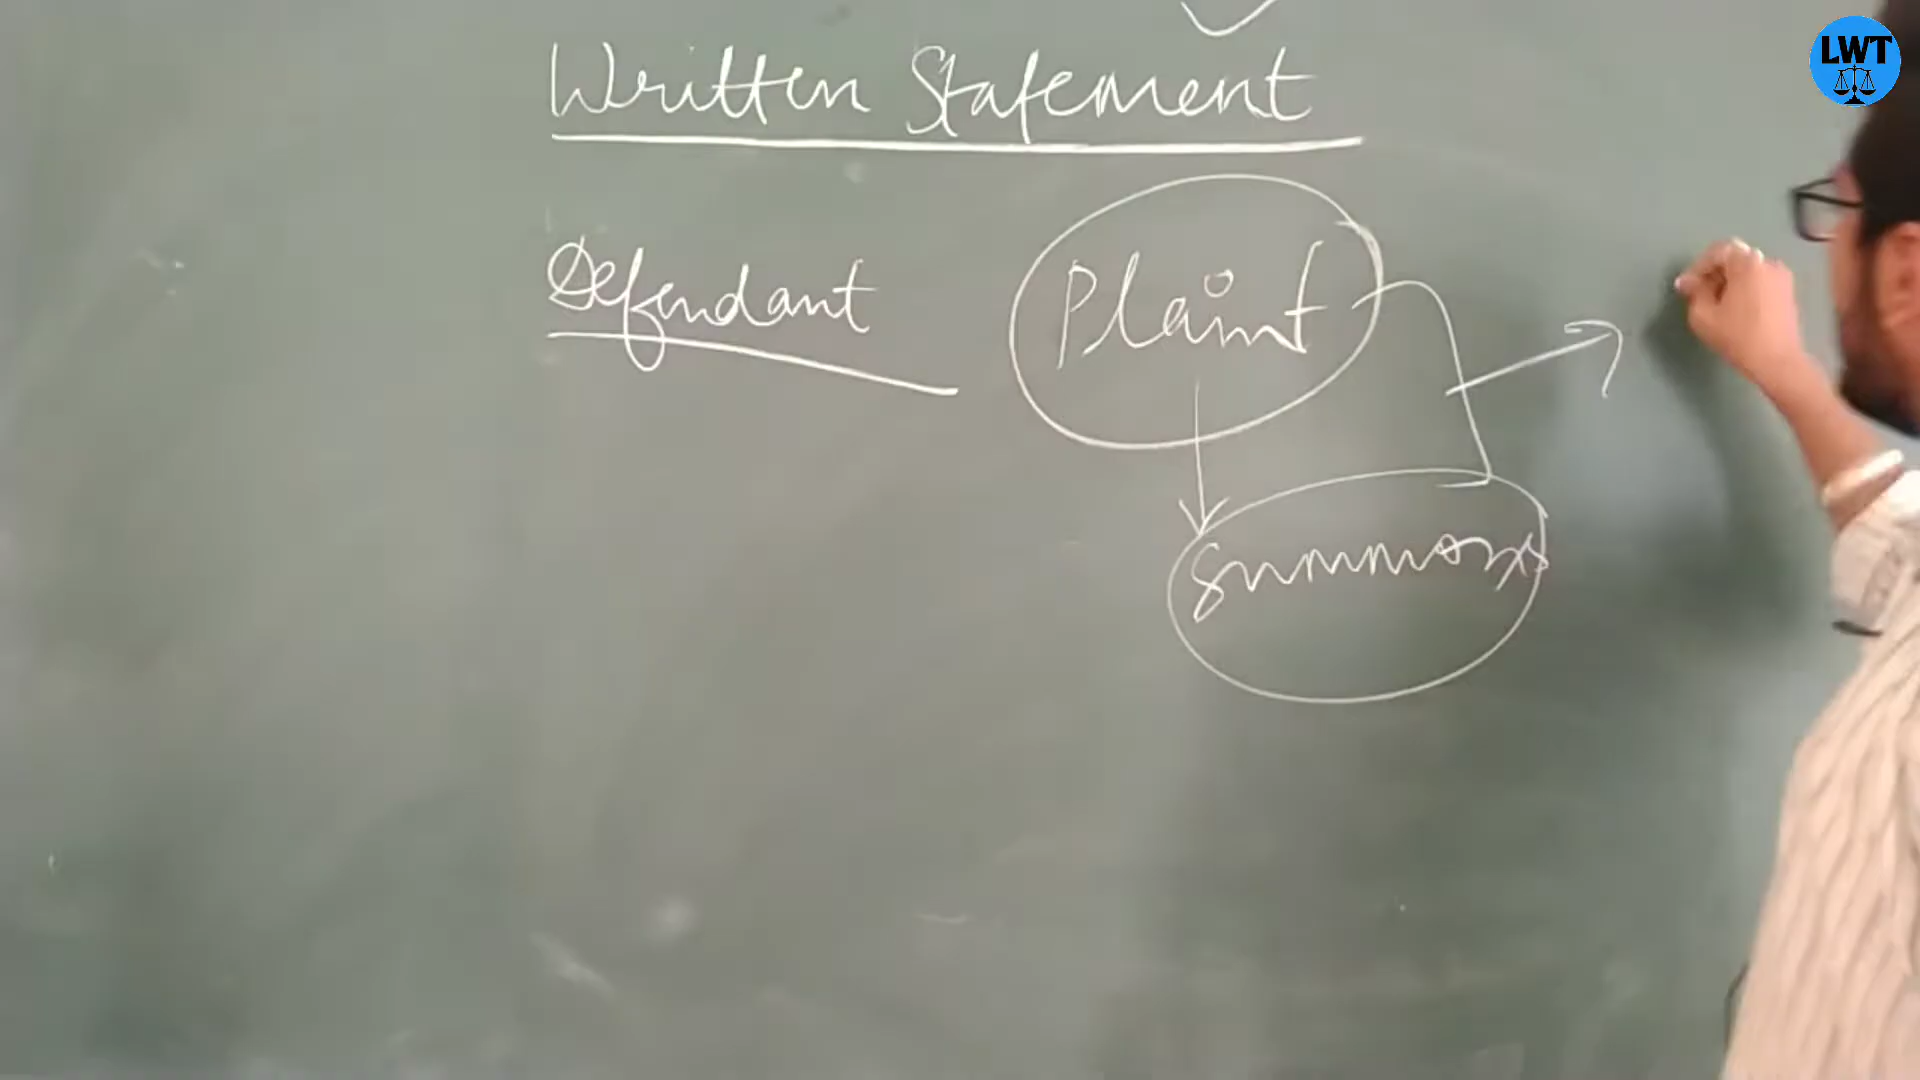 LWT
Written Statement
Defendant
Plaint
Summons